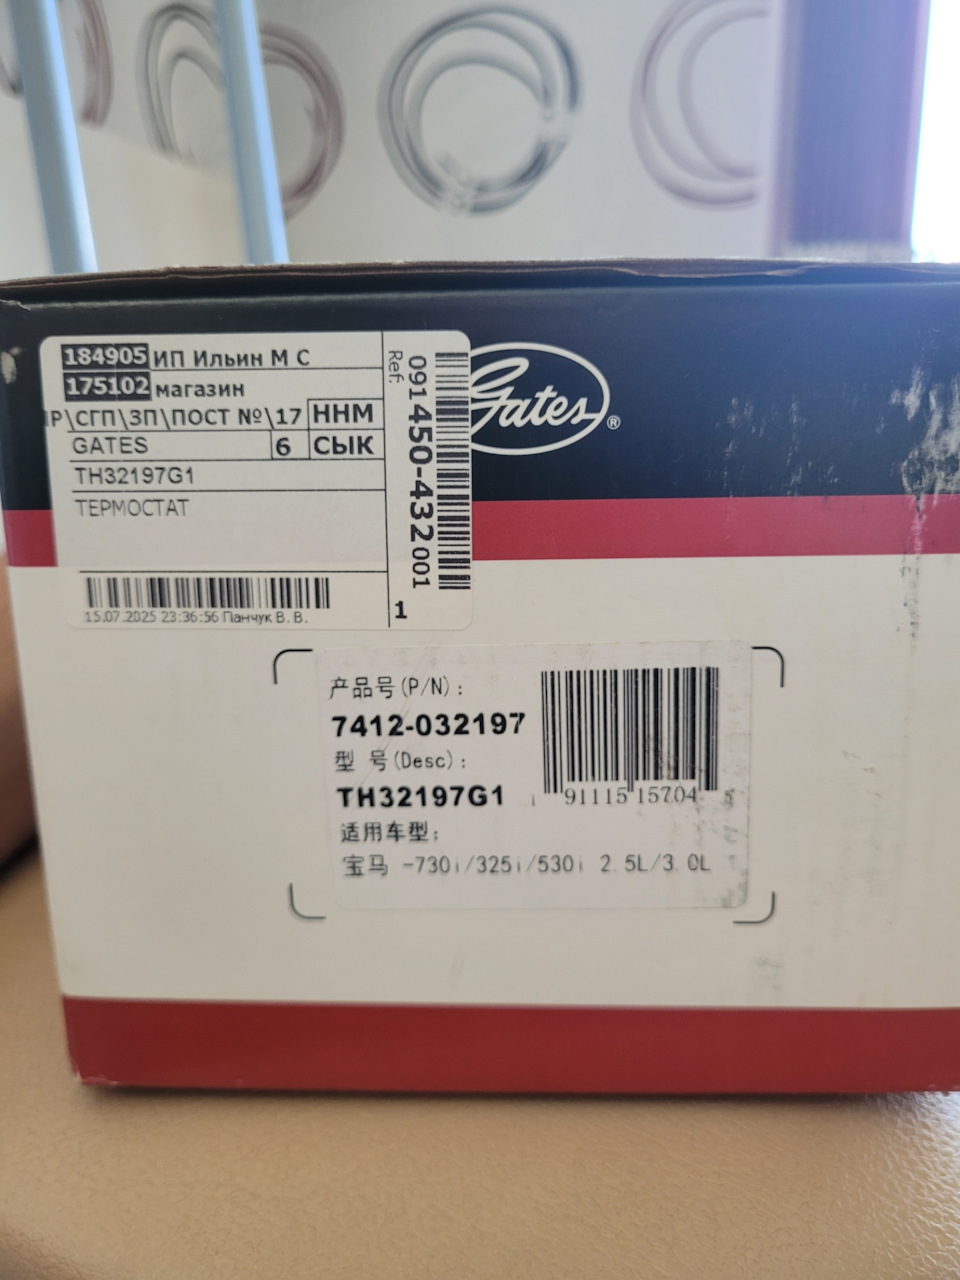 184905 ИП Ильин М С
175102 магазин
Р\СГП\ЗП\ПОСТ №\17 ННМ
GATES 6 СЫК
TH32197G1
ТЕРМОСТАТ
15.07.2025 23:36:56 Панчук В. В.
Ref.
091450-432001
1
Gates®
产品号(P/N):
7412-032197
型 号(Desc):
TH32197G1
91115 15704
适用车型:
宝马 -730i/325i/530i 2.5L/3.0L